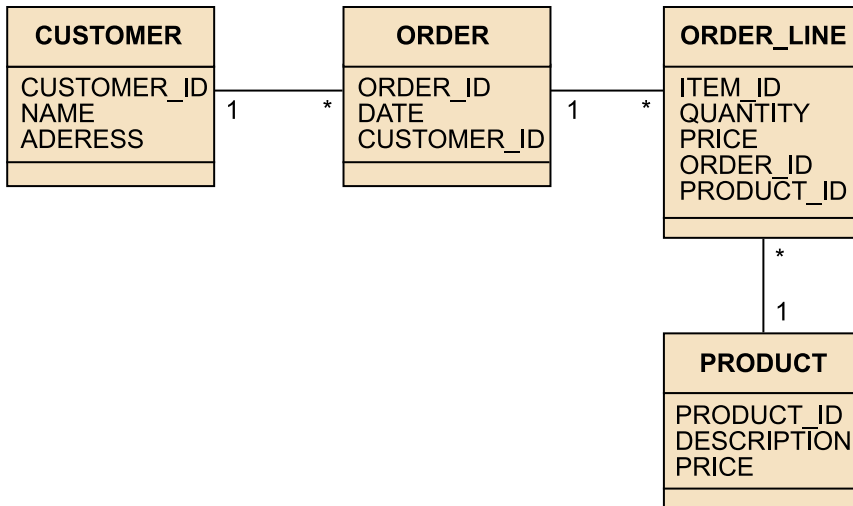 CUSTOMER
CUSTOMER_ID
NAME
ADERESS
1
*
ORDER
ORDER_ID
DATE
CUSTOMER_ID
1
*
ORDER_LINE
ITEM_ID
QUANTITY
PRICE
ORDER_ID
PRODUCT_ID
*
1
PRODUCT
PRODUCT_ID
DESCRIPTION
PRICE